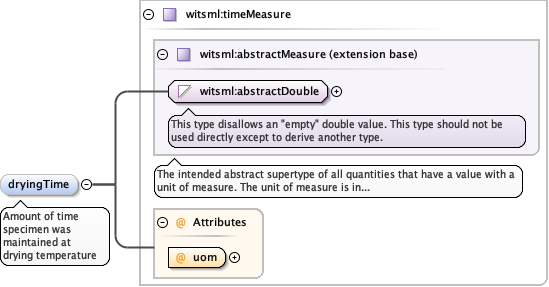 witsml:timeMeasure
witsml:abstractMeasure (extension base)
witsml:abstractDouble
This type disallows an "empty" double value. This type should not be
used directly except to derive another type.
The intended abstract supertype of all quantities that have a value with a
unit of measure. The unit of measure is in...
dryingTime
Amount of time
specimen was
maintained at
drying temperature
@ Attributes
@ uom